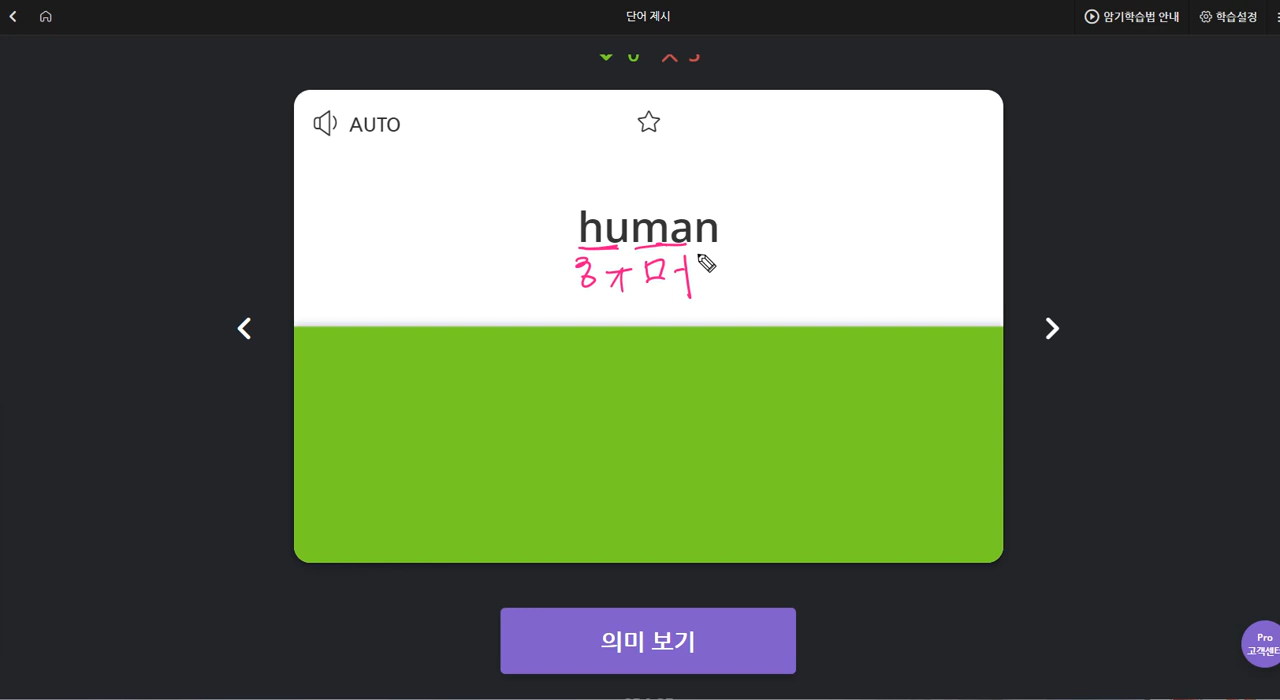 단어 제시
암기학습법 안내
학습설정
AUTO
human
휴머
의미 보기
Pro
고객센터